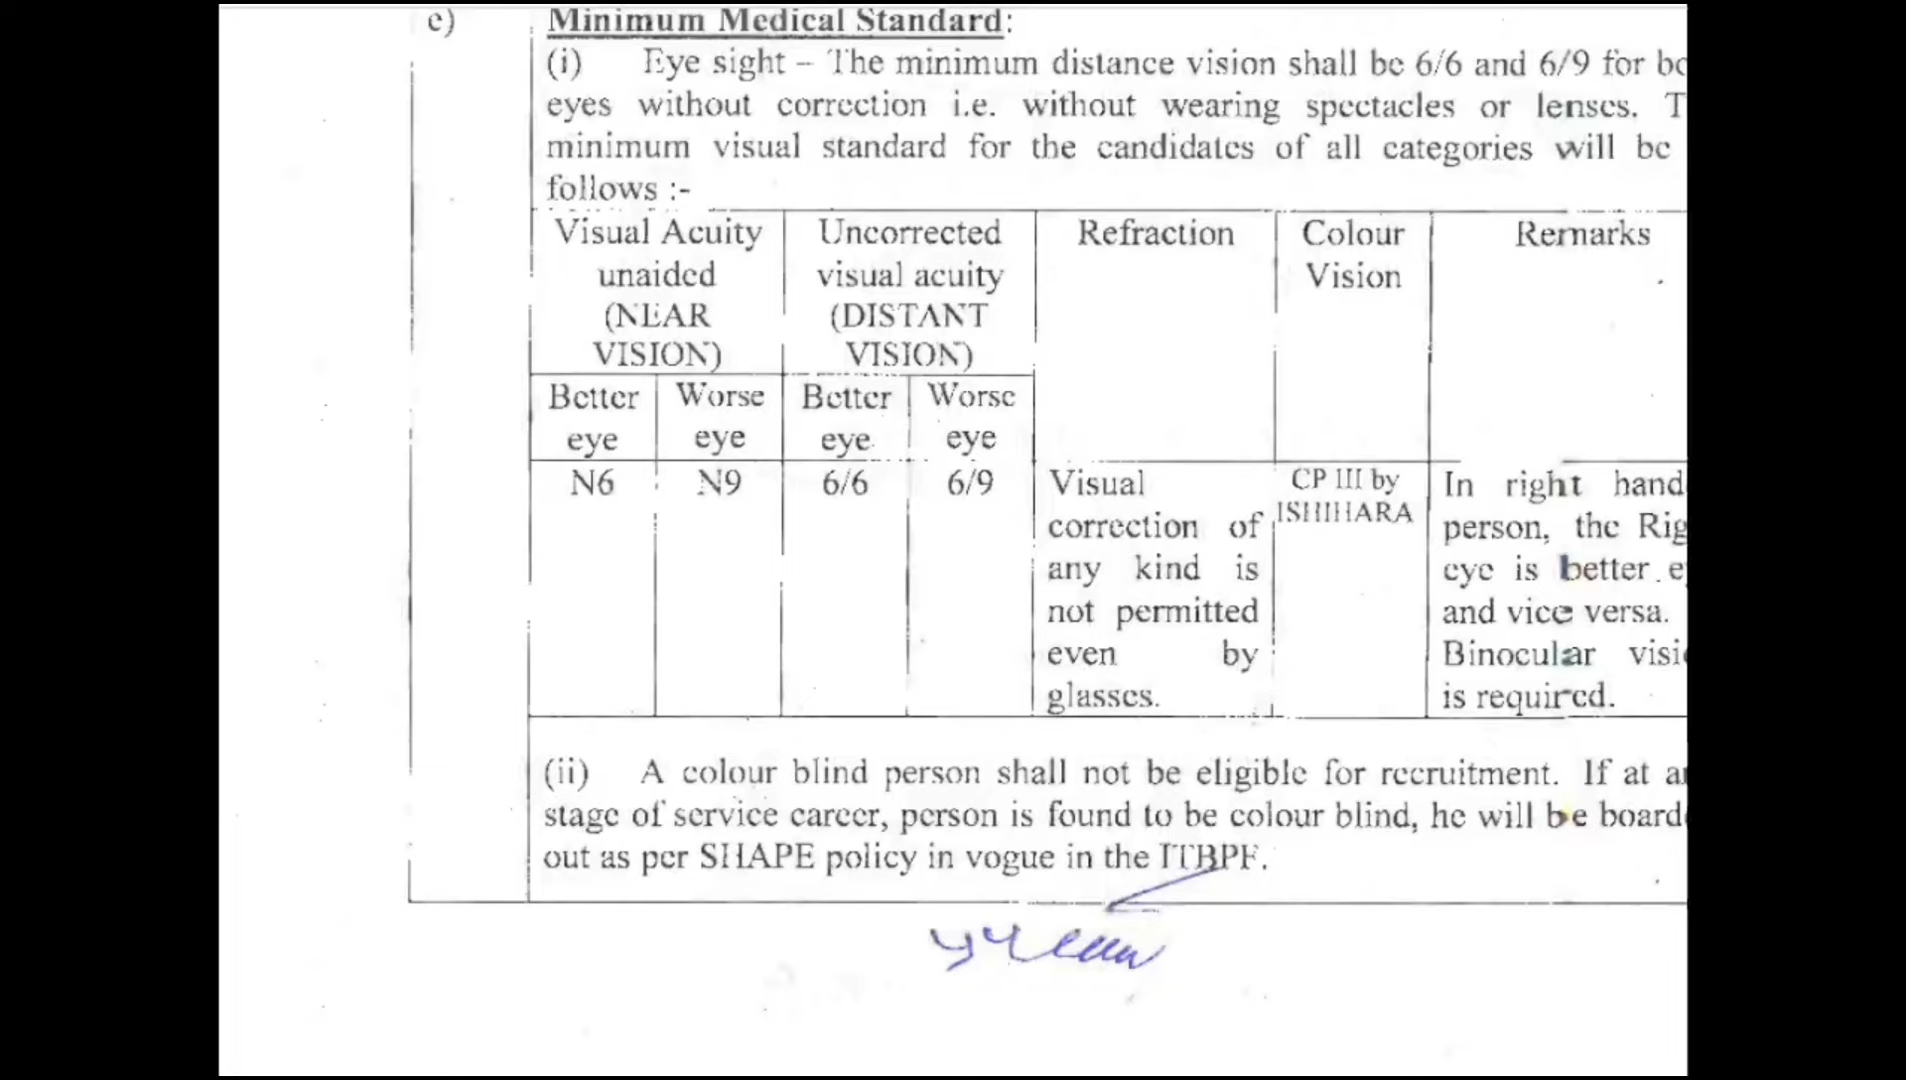 e) Minimum Medical Standard:
(i) Eye sight – The minimum distance vision shall be 6/6 and 6/9 for
eyes without correction i.e. without wearing spectacles or lenses.
minimum visual standard for the candidates of all categories will be
follows :-
Visual Acuity unaided (NEAR VISION)
Uncorrected visual acuity (DISTANT VISION)
Refraction
Colour Vision
Remarks
Better eye
Worse eye
Better eye
Worse eye
N6
N9
6/6
6/9
Visual
correction of
any kind is
not permitted
even by
glasses.
CP III by
ISHIHARA
In right hand
person, the
eye is better
and vice versa.
Binocular
is required.
(ii) A colour blind person shall not be eligible for recruitment. If at
stage of service career, person is found to be colour blind, he will be
out as per SHAPE policy in vogue in the ITBPF.